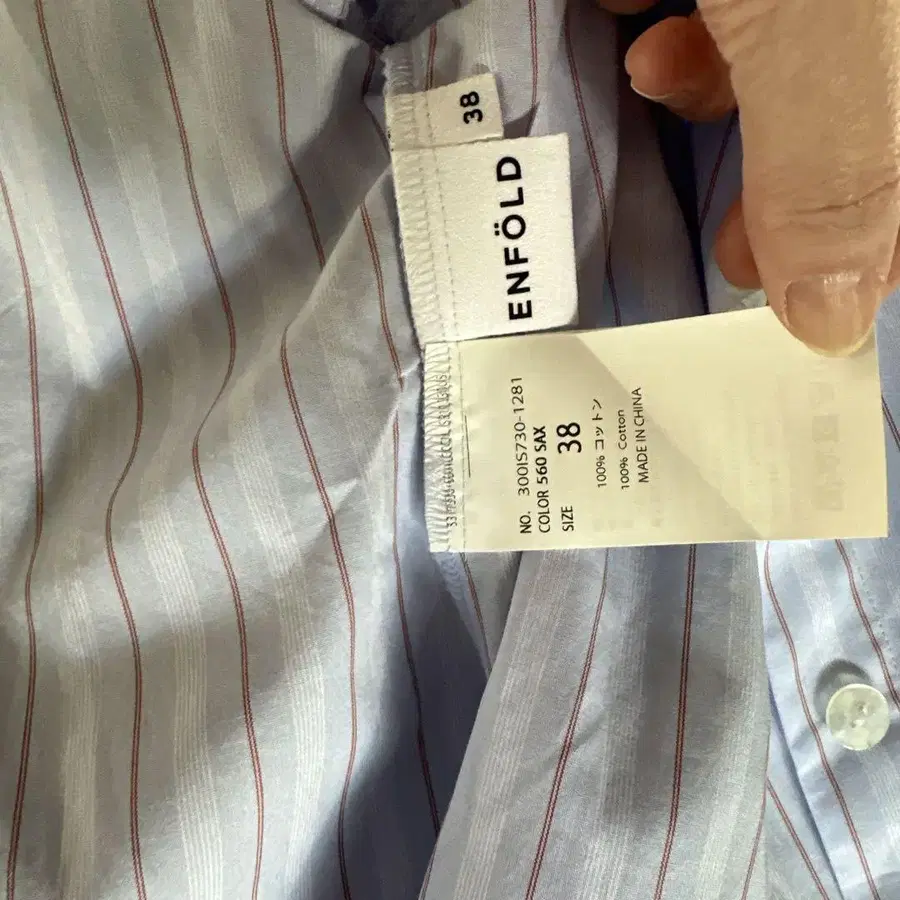 38
ENFÖLD
NO. 300IS730-1281
COLOR 560 SAX
SIZE 38
100% コットン
100% Cotton
MADE IN CHINA